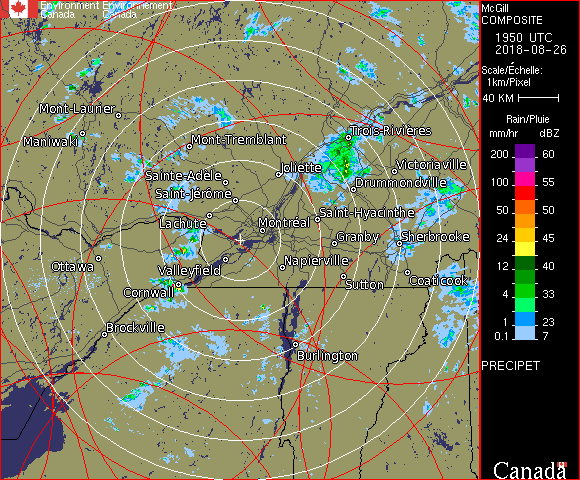 Environment Environnement
Canada Canada
McGill
COMPOSITE
1950 UTC
2018-08-26
Scale/Échelle:
1km/Pixel
40 KM
Rain/Pluie
mm/hr dBZ
200 60
100 55
50 50
24 45
12 40
4 33
1 23
0.1 7
PRECIPET
Canada
Mont-Laurier
Maniwaki
Mont-Tremblant
Trois-Rivières
Sainte-Adèle
Joliette
Victoriaville
Saint-Jérôme
Drummondville
Lachute
Montréal
Saint-Hyacinthe
Granby
Sherbrooke
Ottawa
Valleyfield
Napierville
Cornwall
Sutton
Coaticook
Brockville
Burlington